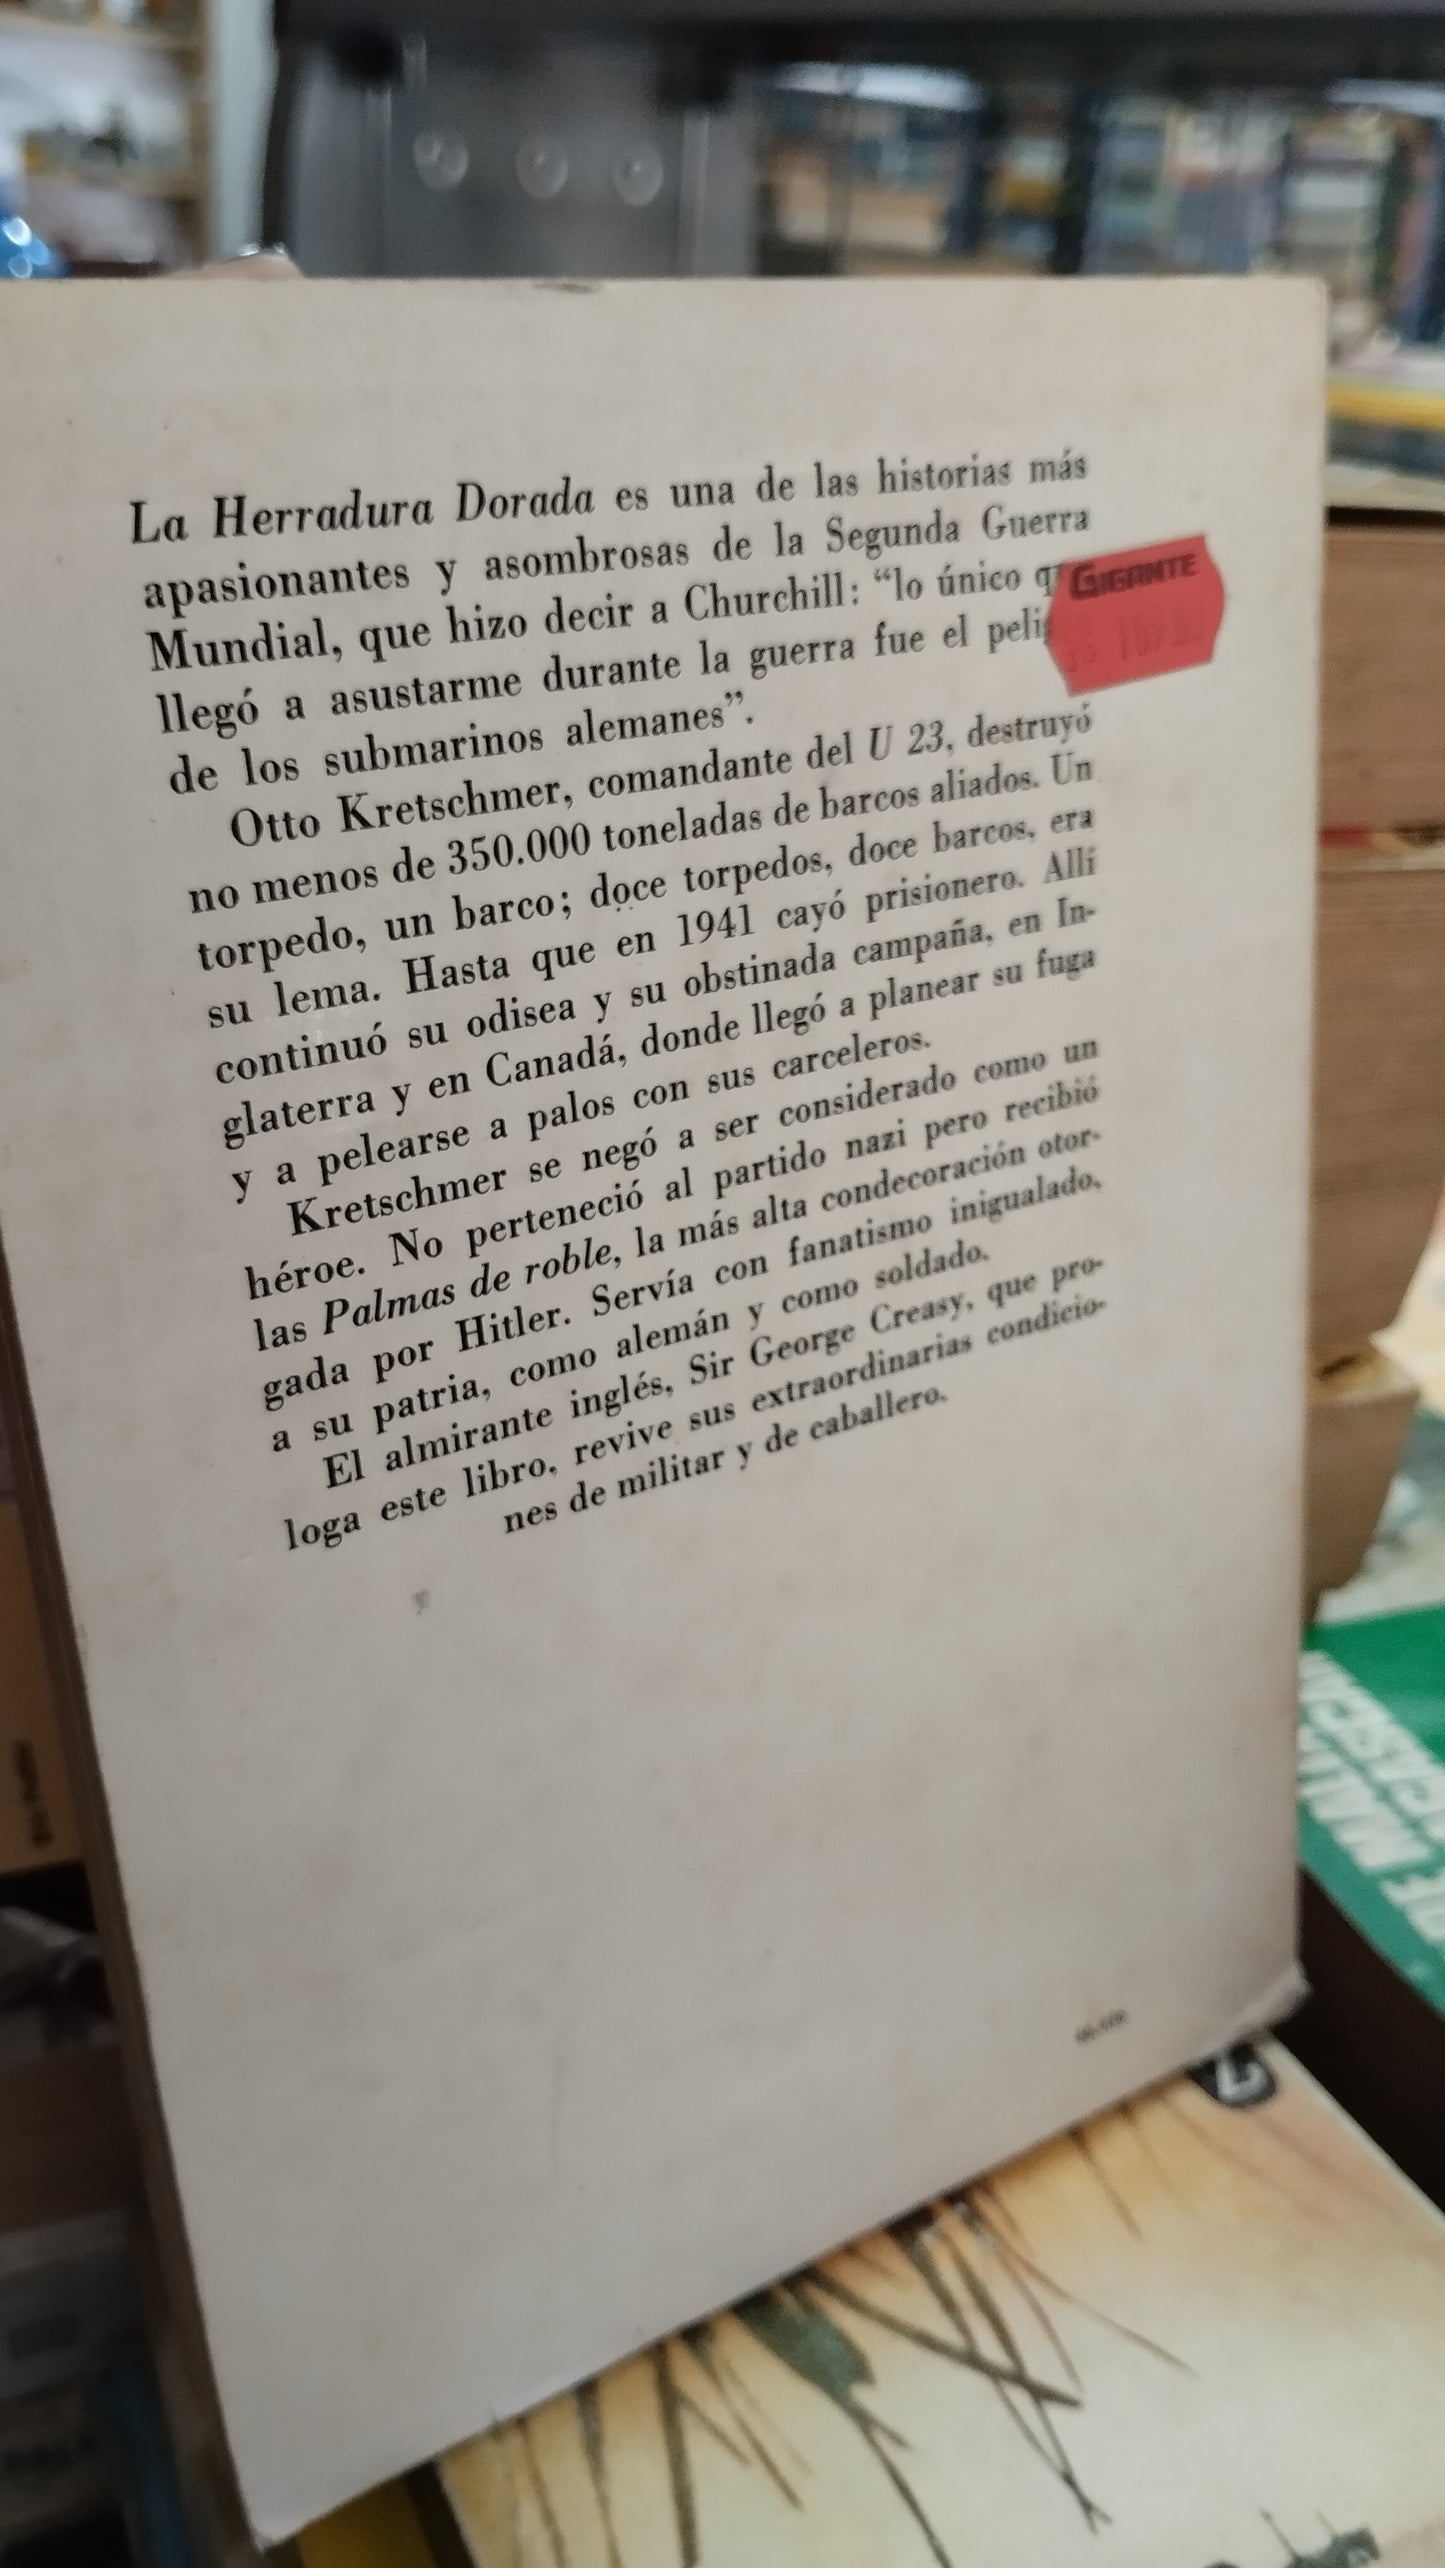 La Herradura Dorada es una de las historias más
apasionantes y asombrosas de la Segunda Guerra
Mundial, que hizo decir a Churchill: “lo único
llegó a asustarme durante la guerra fue el
de los submarinos alemanes”.
Otto Kretschmer, comandante del U 23, destruyó
no menos de 350.000 toneladas de barcos aliados. Un
torpedo, un barco; doce torpedos, doce barcos, era
su lema. Hasta que en 1941 cayó prisionero. Allí
continuó su odisea y su obstinada campaña, en In-
glaterra y en Canadá, donde llegó a planear su fuga
y a pelearse a palos con sus carceleros.
Kretschmer se negó a ser considerado como un
héroe. No perteneció al partido nazi pero recibió
las Palmas de roble, la más alta condecoración otor-
gada por Hitler. Servía con fanatismo inigualado,
a su patria, como alemán y como soldado.
El almirante inglés, Sir George Creasy, que pro-
loga este libro, revive sus extraordinarias condicio-
nes de militar y de caballero.
GIGANTE
DE